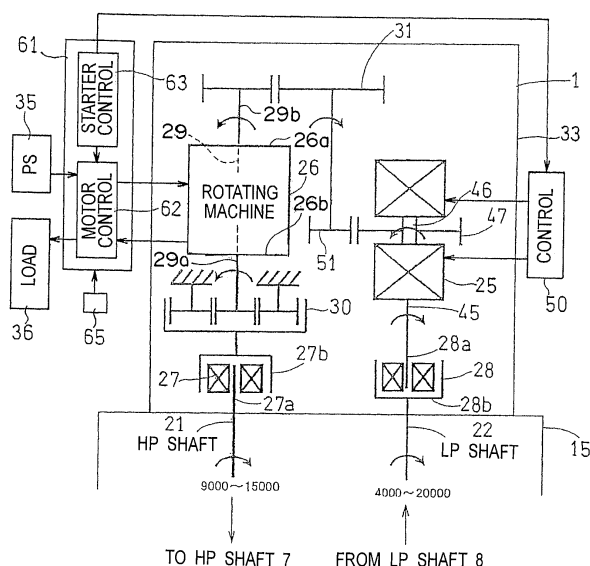 61
STARTER
CONTROL
63
31
1
29b
35
29
26a
33
PS
MOTOR
CONTROL
62
ROTATING
MACHINE
26
26b
46
47
CONTROL
LOAD
29a
51
25
50
36
65
30
45
27b
28a
27
28
27a
28b
21
HP SHAFT
22
LP SHAFT
15
9000~15000
4000~20000
TO HP SHAFT 7
FROM LP SHAFT 8